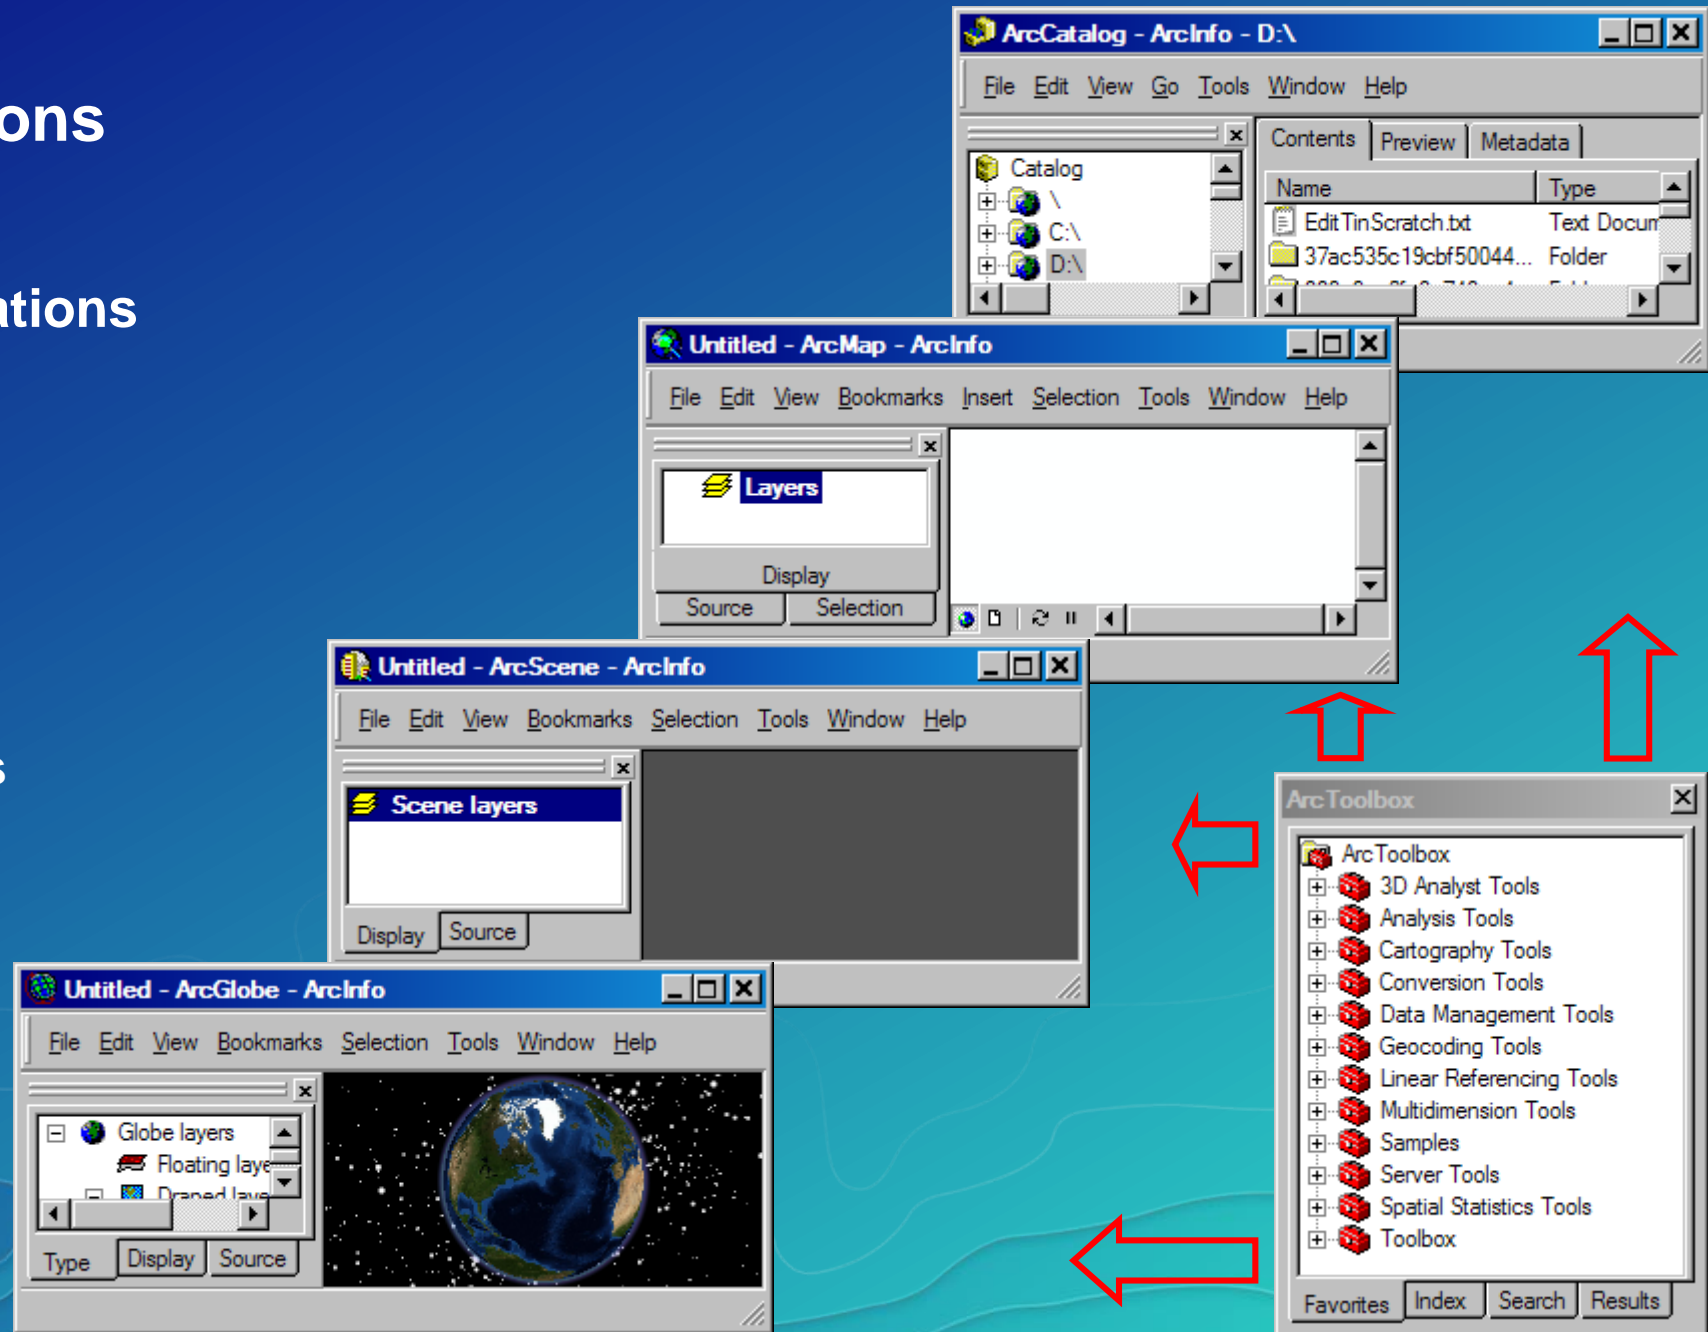 ons
ations
s
ArcCatalog - ArcInfo - D:\
File Edit View Go Tools Window Help
Catalog
\
C:\
D:\
Contents Preview Metadata
Name Type
EditTinScratch.txt Text Docum
37ac535c19cbf50044... Folder
Untitled - ArcMap - ArcInfo
File Edit View Bookmarks Insert Selection Tools Window Help
Layers
Display
Source Selection
Untitled - ArcScene - ArcInfo
File Edit View Bookmarks Selection Tools Window Help
Scene layers
Display Source
Untitled - ArcGlobe - ArcInfo
File Edit View Bookmarks Selection Tools Window Help
Globe layers
Floating laye
Draped laye
Type Display Source
ArcToolbox
ArcToolbox
3D Analyst Tools
Analysis Tools
Cartography Tools
Conversion Tools
Data Management Tools
Geocoding Tools
Linear Referencing Tools
Multidimension Tools
Samples
Server Tools
Spatial Statistics Tools
Toolbox
Favorites Index Search Results